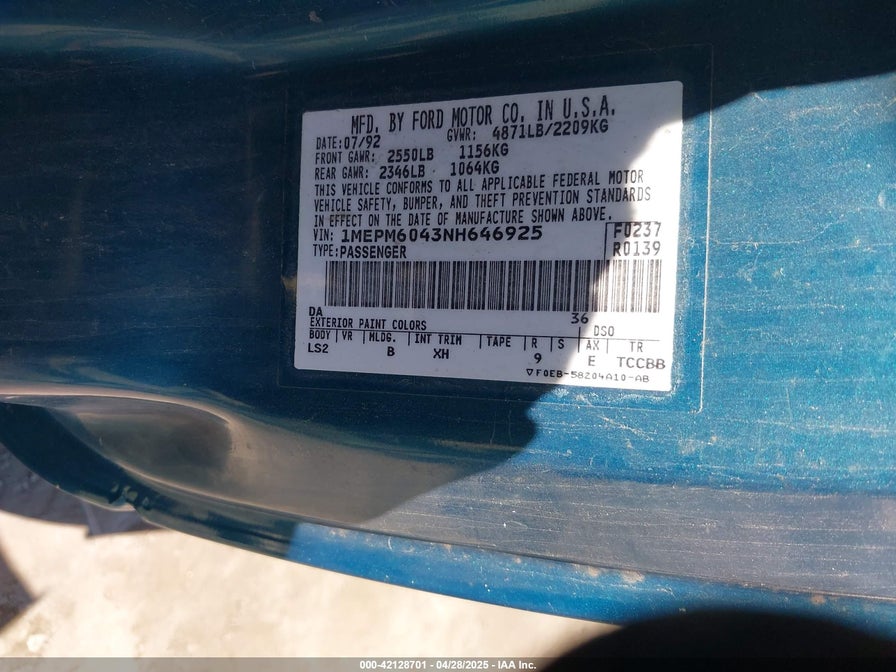 MFD. BY FORD MOTOR CO. IN U.S.A.
DATE:07/92 GVWR: 4871LB/2209KG
FRONT GAWR: 2550LB 1156KG
REAR GAWR: 2346LB 1064KG
THIS VEHICLE CONFORMS TO ALL APPLICABLE FEDERAL MOTOR
VEHICLE SAFETY, BUMPER, AND THEFT PREVENTION STANDARDS
IN EFFECT ON THE DATE OF MANUFACTURE SHOWN ABOVE.
VIN: 1MEPM6043NH646925 F0237
TYPE:PASSENGER R0139
DA 36
EXTERIOR PAINT COLORS DSO
BODY VR MLDG. INT TRIM TAPE R S AX TR
LS2 B XH 9 E TCCBB
▽F0EB-58204A10-AB
000-42128701 - 04/28/2025 - IAA Inc.